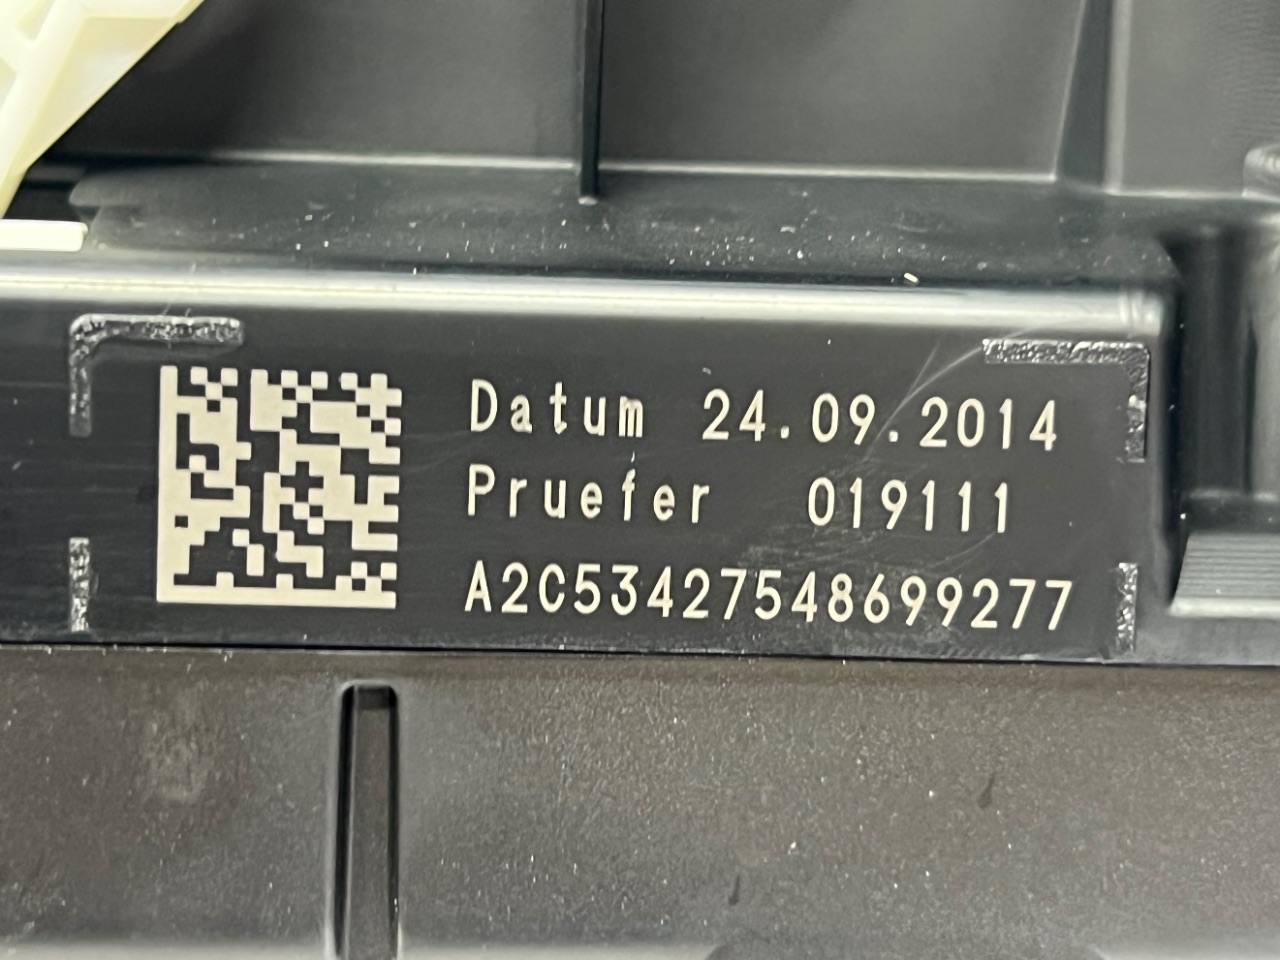 Datum 24.09.2014
Pruefer 019111
A2C53427548699277